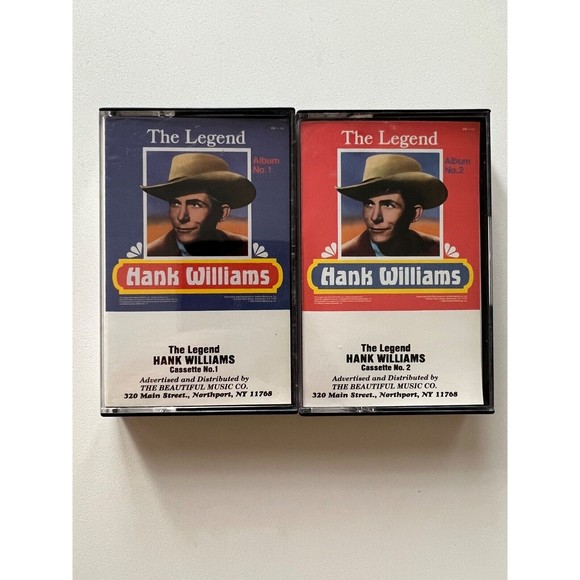 The Legend
Album
No. 1
Hank Williams
The Legend
HANK WILLIAMS
Cassette No.1
Advertised and Distributed by
THE BEAUTIFUL MUSIC CO.
320 Main Street., Northport, NY 11768
The Legend
Album
No.2
Hank Williams
The Legend
HANK WILLIAMS
Cassette No. 2
Advertised and Distributed by
THE BEAUTIFUL MUSIC CO.
320 Main Street., Northport, NY 11768